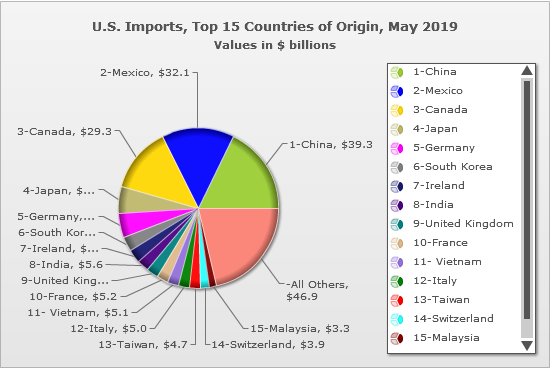 U.S. Imports, Top 15 Countries of Origin, May 2019
Values in $ billions
2-Mexico, $32.1
1-China, $39.3
3-Canada, $29.3
4-Japan, $...
5-Germany,...
6-South Kor...
7-Ireland, $...
8-India, $5.6
9-United King...
10-France, $5.2
11- Vietnam, $5.1
12-Italy, $5.0
13-Taiwan, $4.7
14-Switzerland, $3.9
15-Malaysia, $3.3
-All Others,
$46.9
1-China
2-Mexico
3-Canada
4-Japan
5-Germany
6-South Korea
7-Ireland
8-India
9-United Kingdom
10-France
11- Vietnam
12-Italy
13-Taiwan
14-Switzerland
15-Malaysia